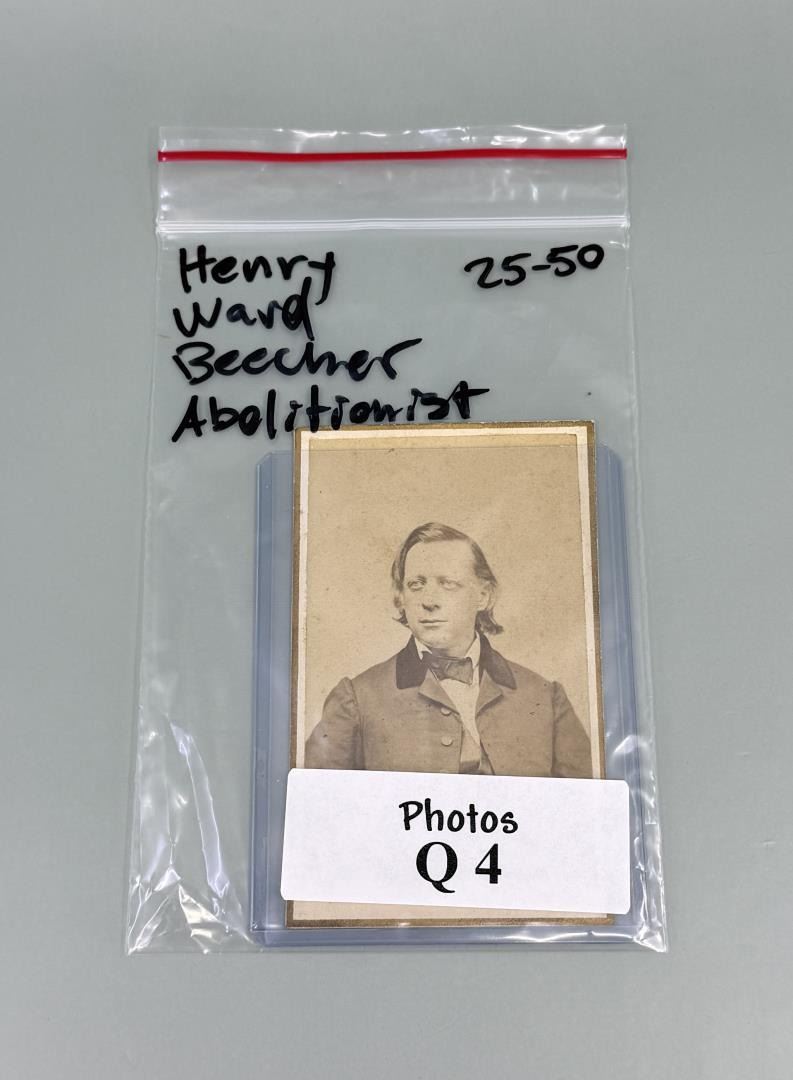 Henry
Ward
Beecher
Abolitionist
25-50
Photos
Q 4